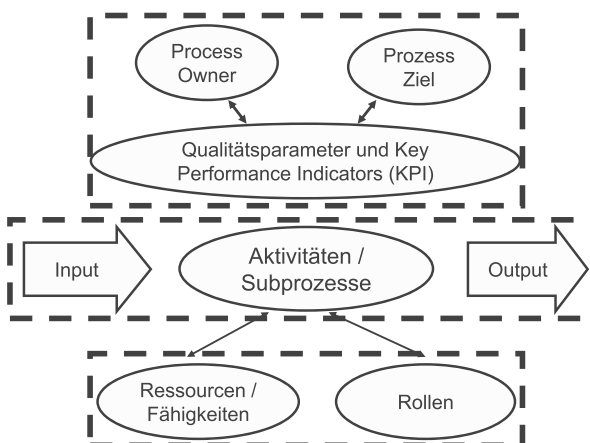 Process
Owner
Prozess
Ziel
Qualitätsparameter und Key
Performance Indicators (KPI)
Input
Aktivitäten /
Subprozesse
Output
Ressourcen /
Fähigkeiten
Rollen